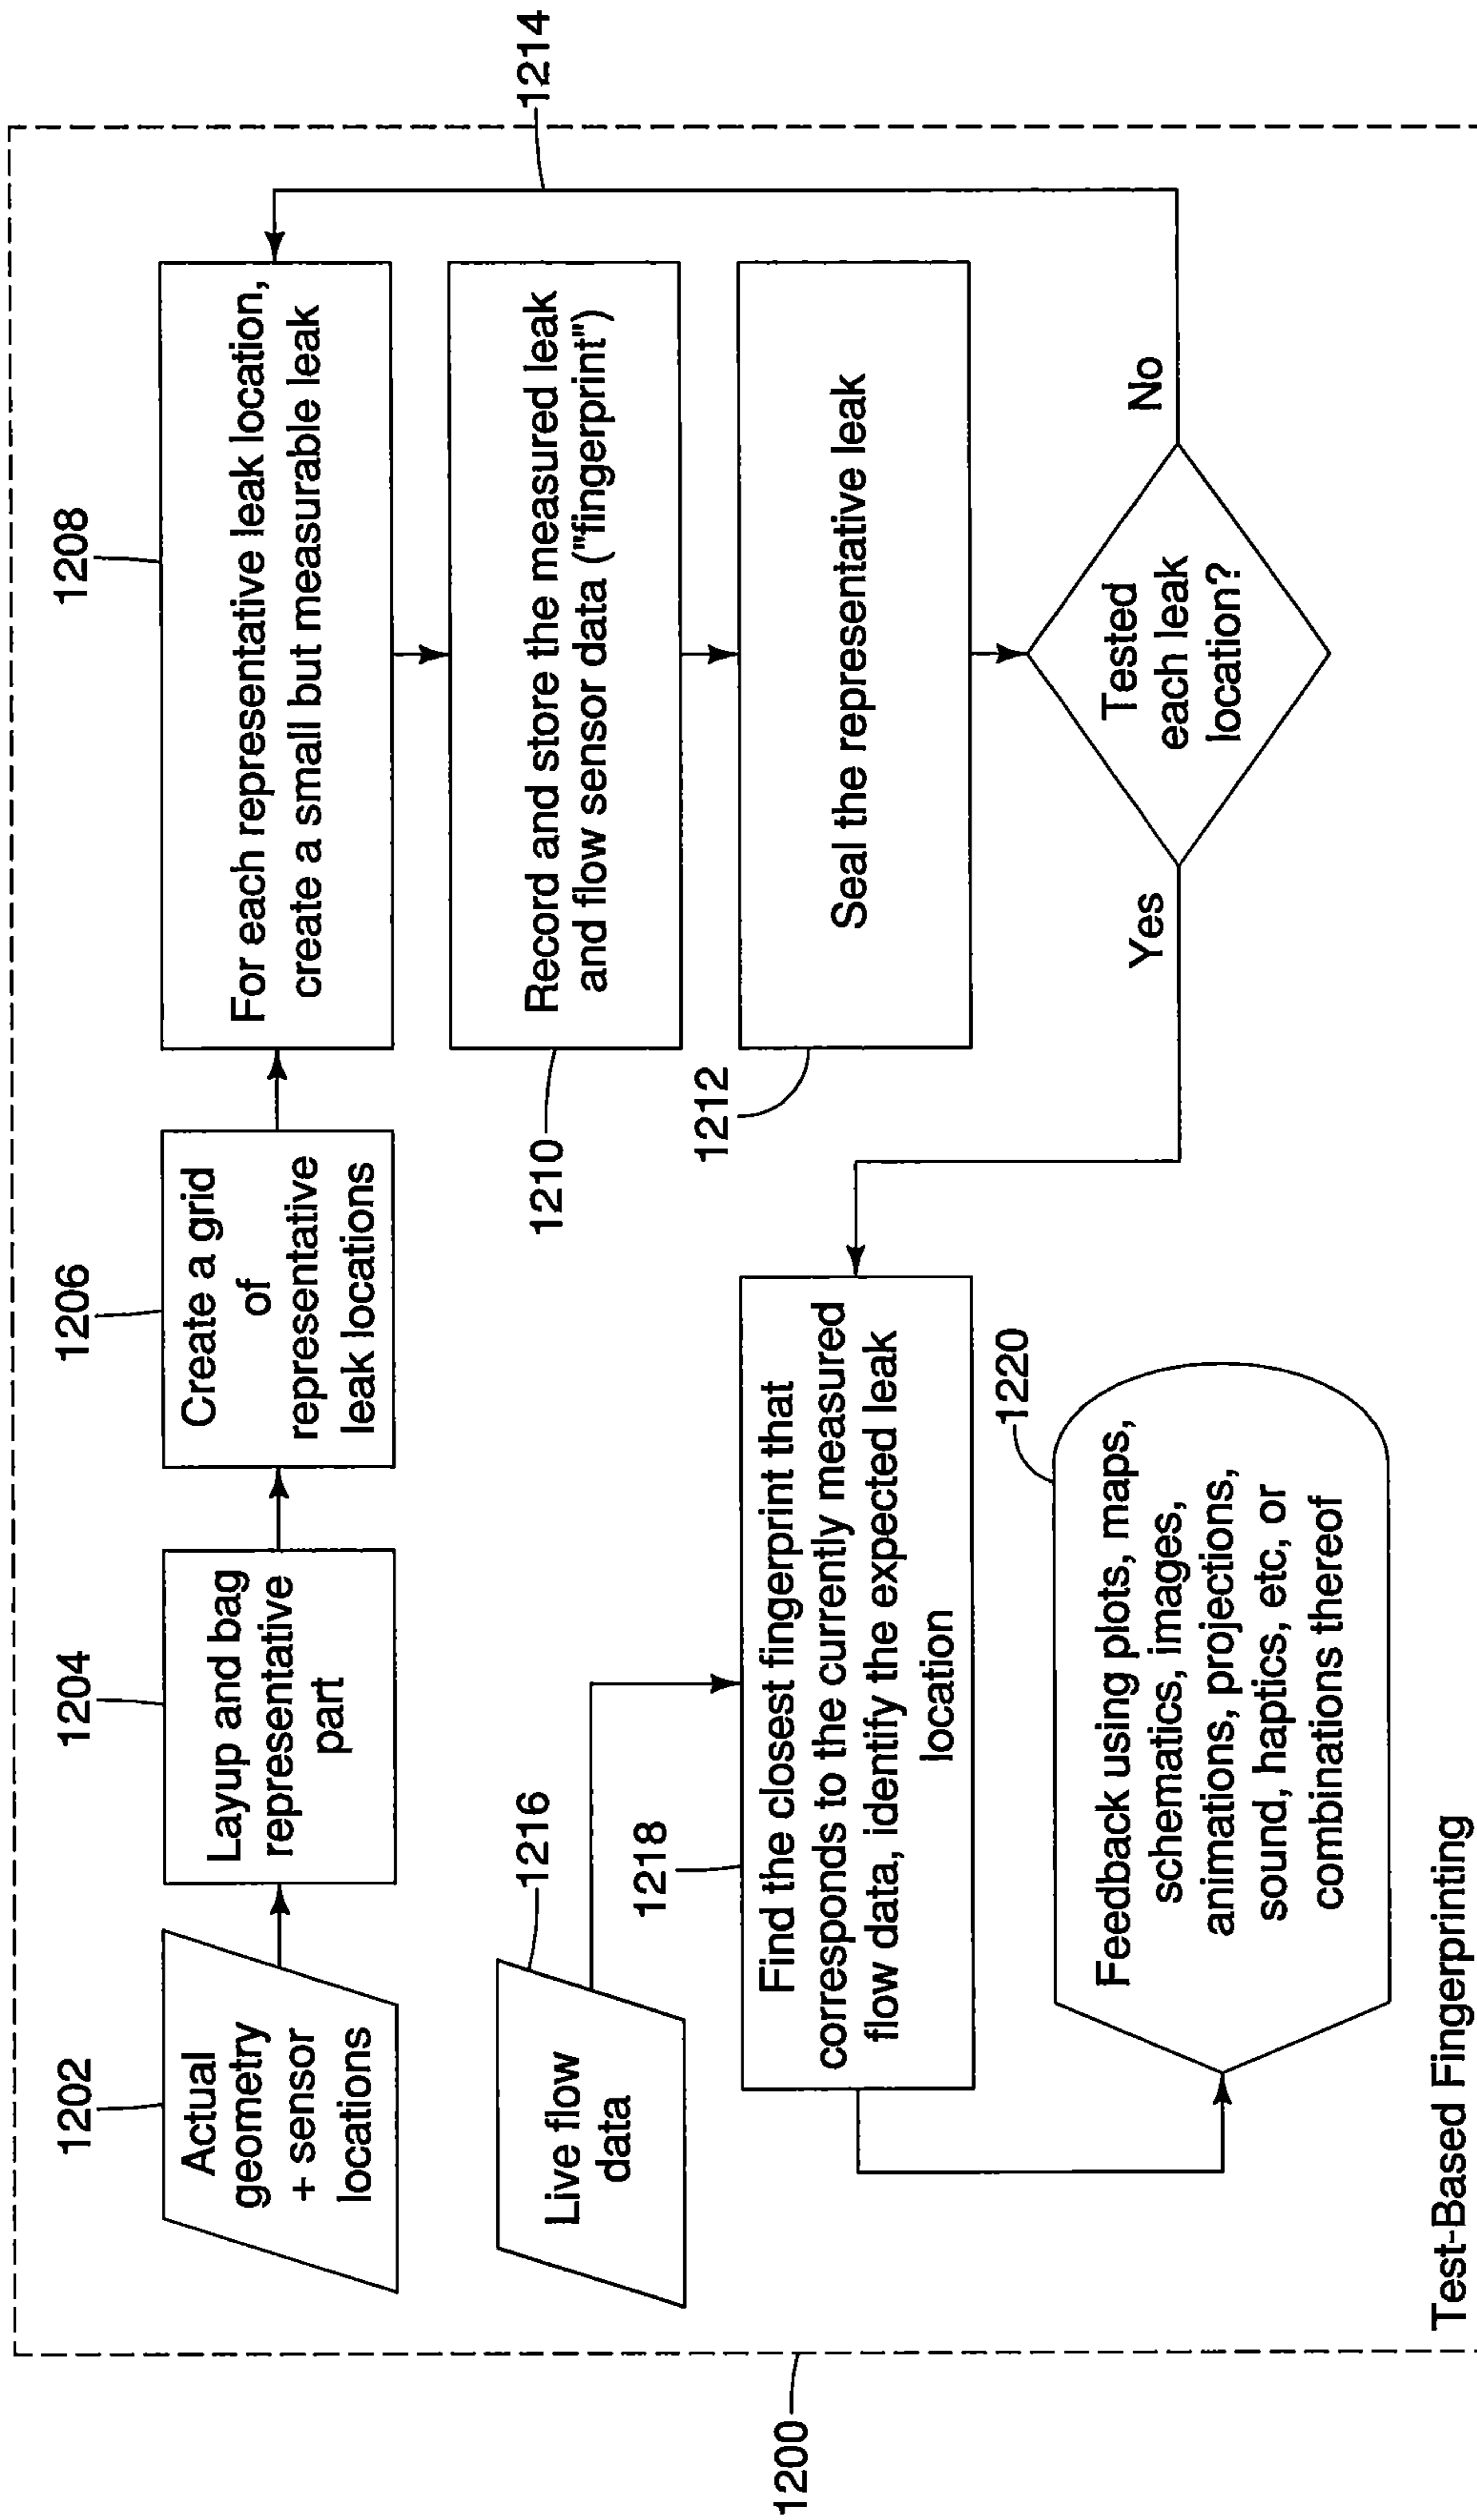 1202
Actual
geometry
+ sensor
locations
1204
Layup and bag
representative
part
1206
Create a grid
of
representative
leak locations
1208
For each representative leak location,
create a small but measurable leak
1210
Record and store the measured leak
and flow sensor data ("fingerprint")
1212
Seal the representative leak
Tested
each leak
location?
Yes
No
1214
1216
Live flow
data
1218
Find the closest fingerprint that
corresponds to the currently measured
flow data, identify the expected leak
location
1220
Feedback using plots, maps,
schematics, images,
animations, projections,
sound, haptics, etc, or
combinations thereof
1200
Test-Based Fingerprinting